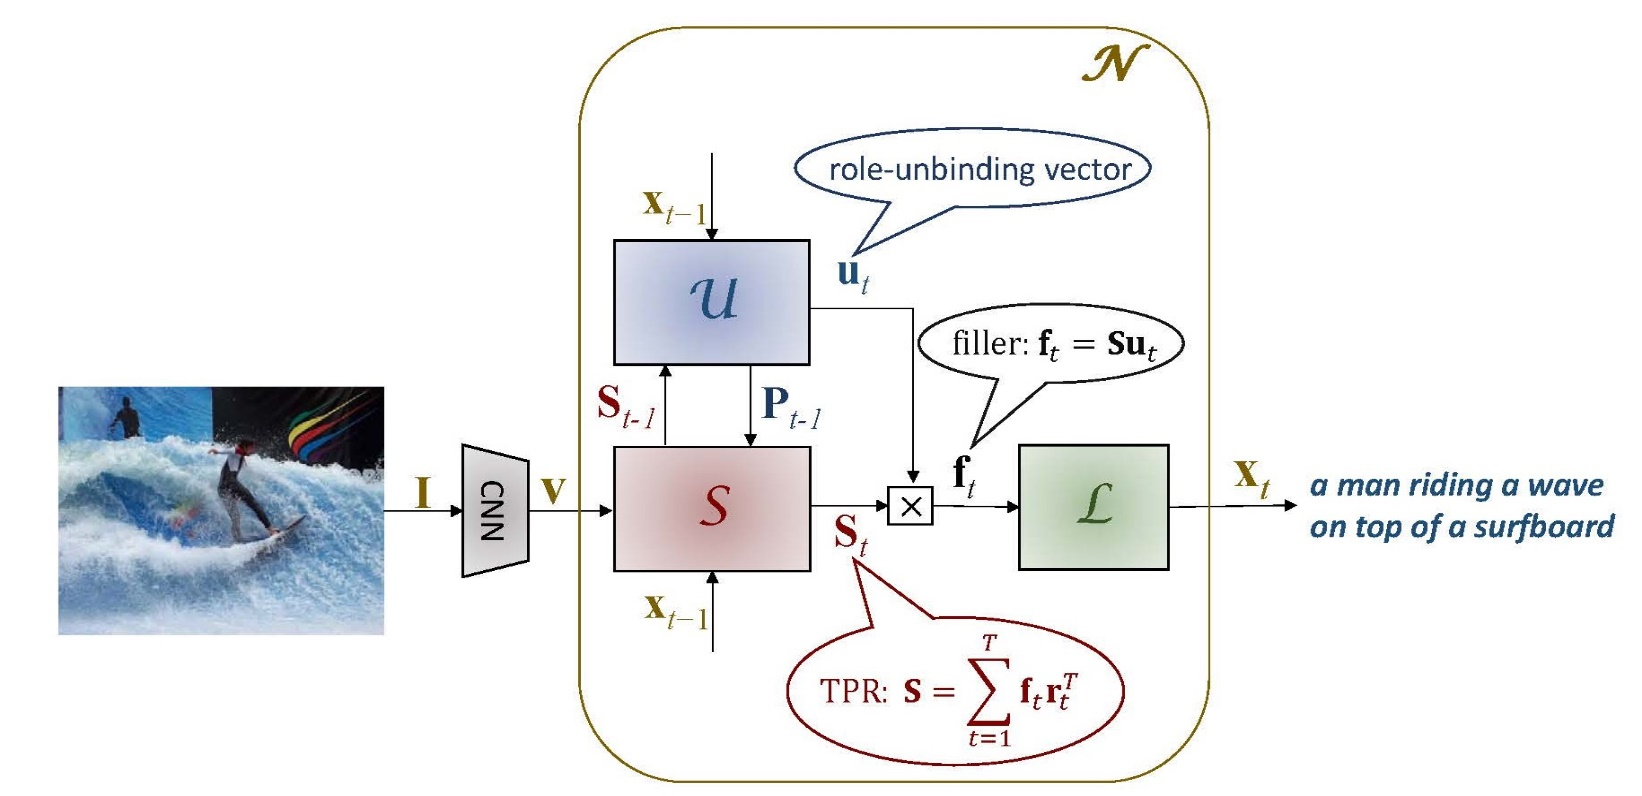 𝒩
role-unbinding vector
x_{t−1}
u_t
𝒰
filler: f_t = Su_t
S_{t-1}
P_{t-1}
I
CNN
v
𝒮
S_t
×
f_t
ℒ
x_t
a man riding a wave
on top of a surfboard
x_{t−1}
TPR: S = ∑_{t=1}^{T} f_t r_t^T